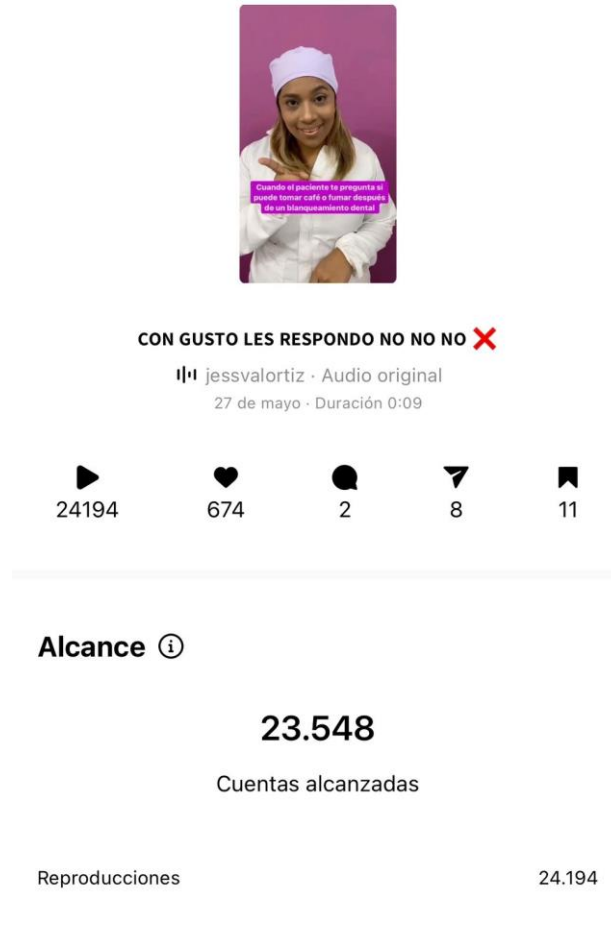 Cuando el paciente te pregunta si
puede tomar café o fumar después
de un blanqueamiento dental
CON GUSTO LES RESPONDO NO NO NO ❌
jessvalortiz · Audio original
27 de mayo · Duración 0:09
24194 674 2 8 11
Alcance
23.548
Cuentas alcanzadas
Reproducciones 24.194